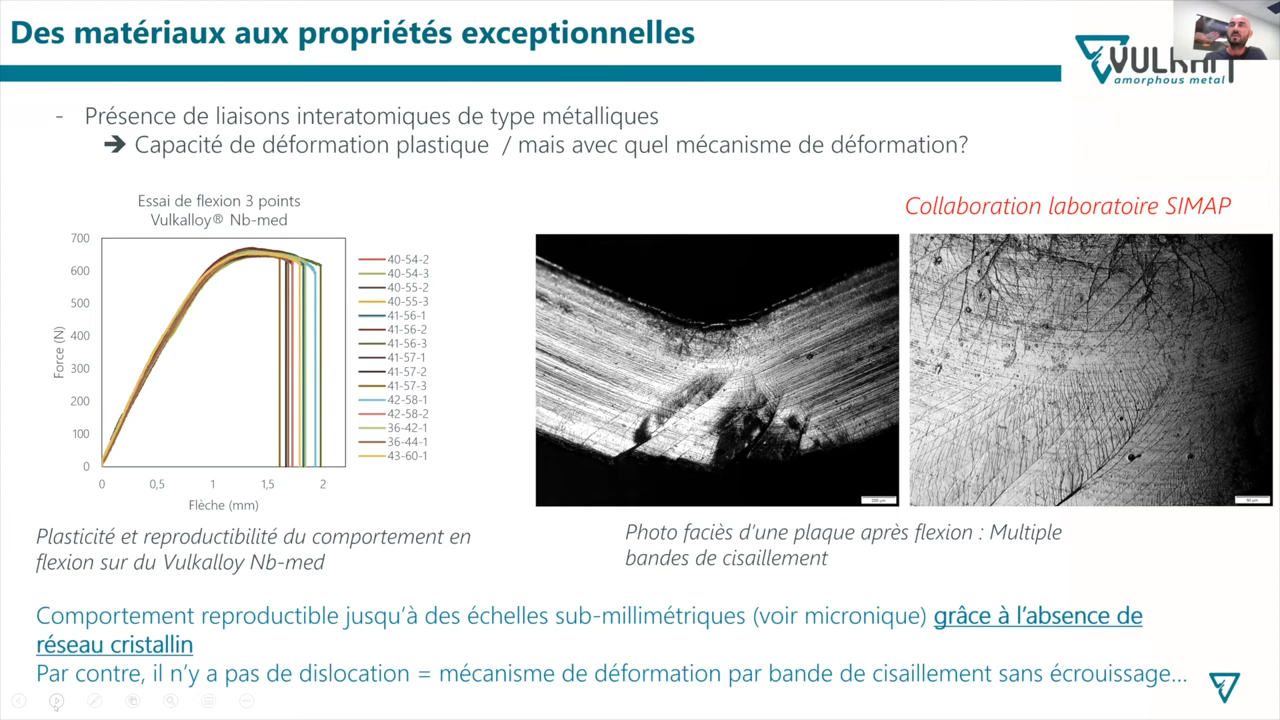 Des matériaux aux propriétés exceptionnelles
amorphous metal
- Présence de liaisons interatomiques de type métalliques
➔ Capacité de déformation plastique / mais avec quel mécanisme de déformation?
Essai de flexion 3 points
Vulkalloy® Nb-med
Collaboration laboratoire SIMAP
700
600
500
400
300
200
100
0
Force (N)
0 0,5 1 1,5 2
Flèche (mm)
40-54-2
40-54-3
40-55-2
40-55-3
41-56-1
41-56-2
41-56-3
41-57-1
41-57-2
41-57-3
42-58-1
42-58-2
36-42-1
36-44-1
43-60-1
Plasticité et reproductibilité du comportement en
flexion sur du Vulkalloy Nb-med
Photo faciès d'une plaque après flexion : Multiple
bandes de cisaillement
Comportement reproductible jusqu'à des échelles sub-millimétriques (voir micronique) grâce à l'absence de
réseau cristallin
Par contre, il n'y a pas de dislocation = mécanisme de déformation par bande de cisaillement sans écrouissage...